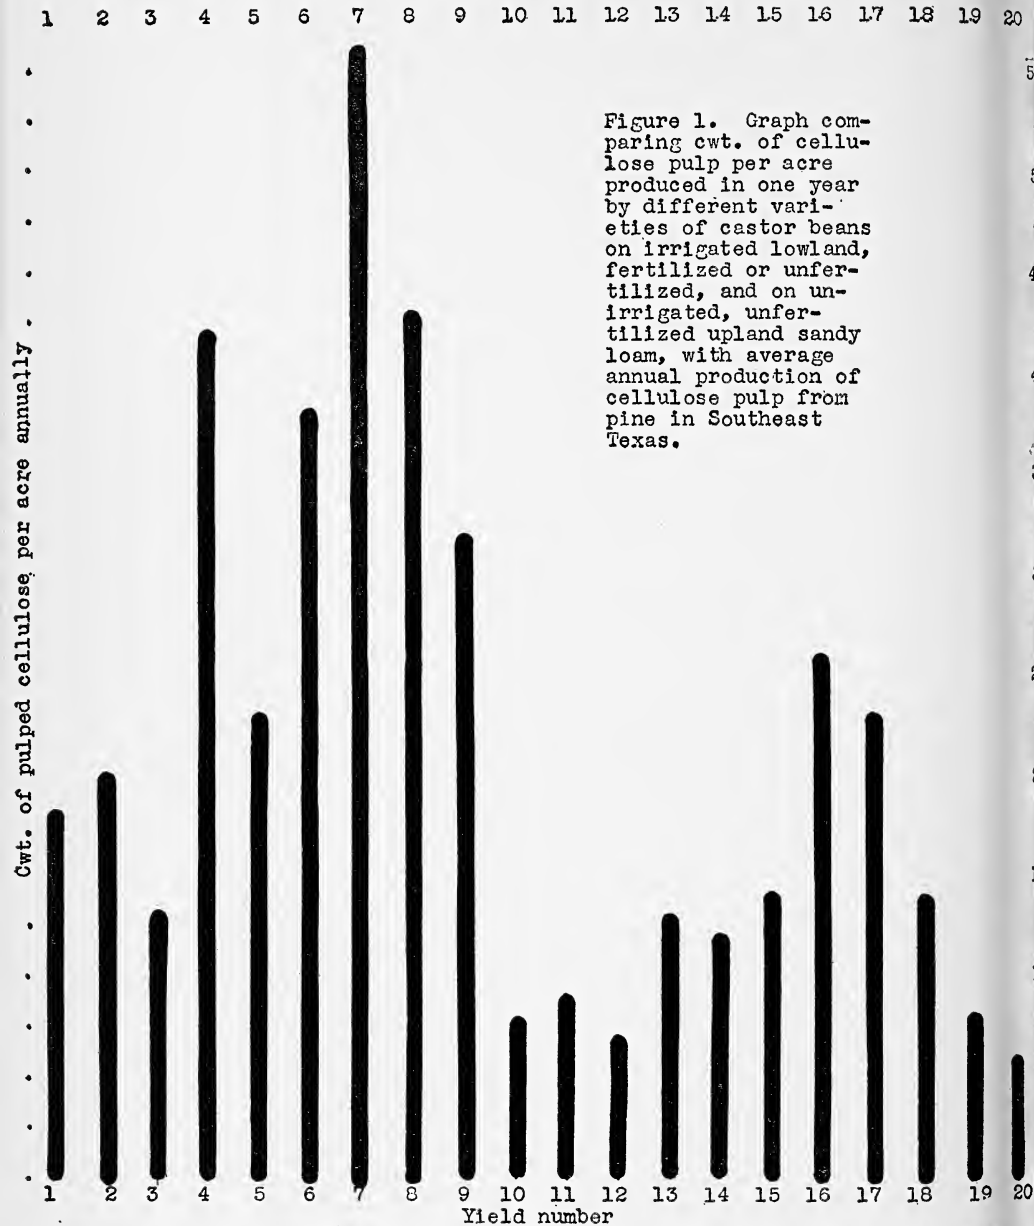 1 2 3 4 5 6 7 8 9 10 11 12 13 14 15 16 17 18 19 20
Figure 1. Graph com-
paring cwt. of cellu-
lose pulp per acre
produced in one year
by different vari-
eties of castor beans
on irrigated lowland,
fertilized or unfer-
tilized, and on un-
irrigated, unfer-
tilized upland sandy
loam, with average
annual production of
cellulose pulp from
pine in Southeast
Texas.
Cwt. of pulped cellulose per acre annually
1 2 3 4 5 6 7 8 9 10 11 12 13 14 15 16 17 18 19 20
Yield number